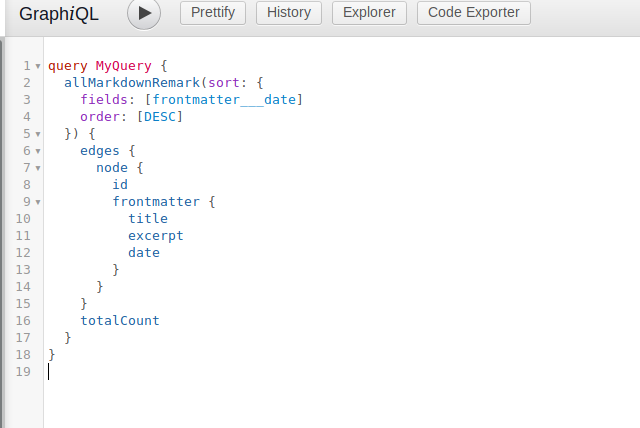 GraphiQL Prettify History Explorer Code Exporter
1 query MyQuery {
2   allMarkdownRemark(sort: {
3     fields: [frontmatter___date]
4     order: [DESC]
5   }) {
6     edges {
7       node {
8         id
9         frontmatter {
10           title
11           excerpt
12           date
13         }
14       }
15     }
16     totalCount
17   }
18 }
19